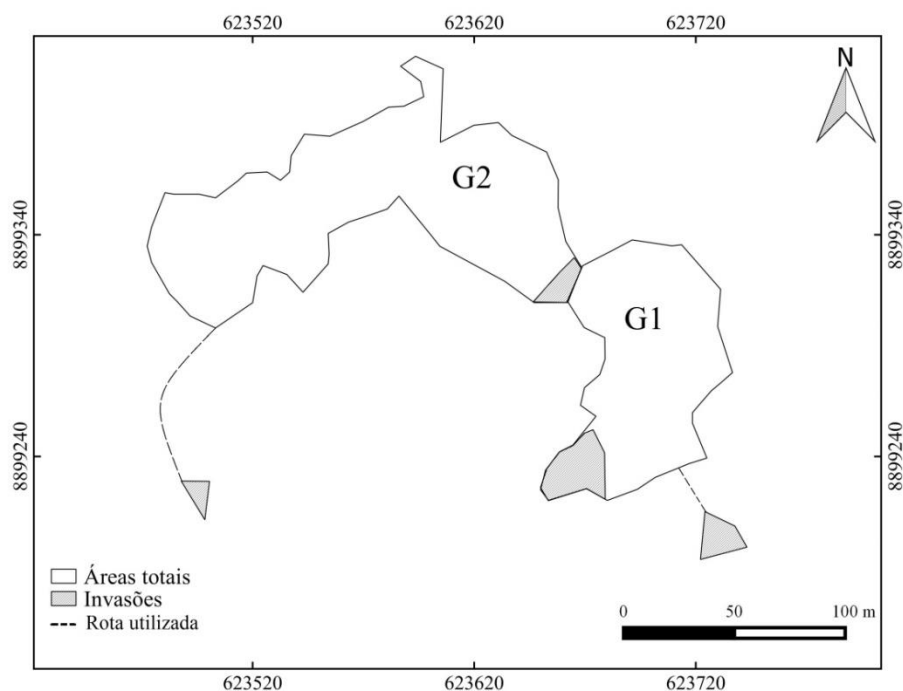 623520 623620 623720
N
G2
8899340 8899340
G1
8899240 8899240
Áreas totais
Invasões
Rota utilizada
0 50 100 m
623520 623620 623720